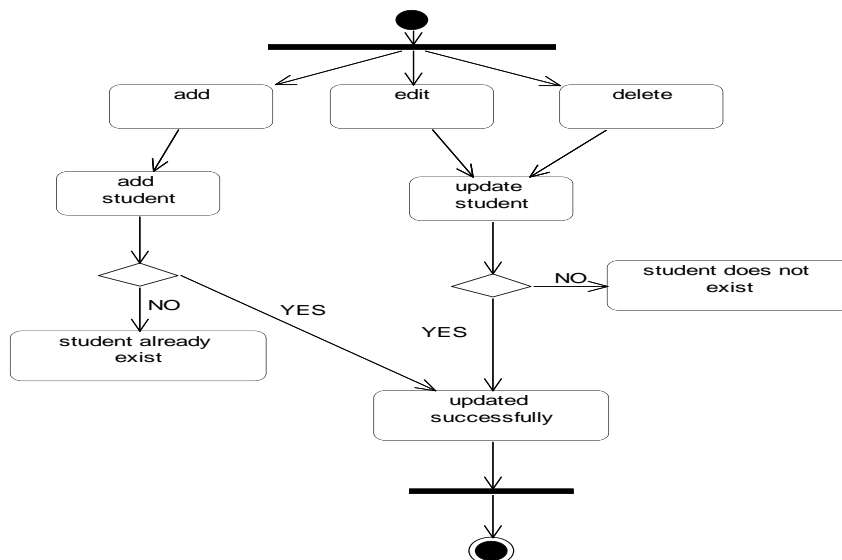 add
edit
delete
add
student
update
student
NO
student does not
exist
NO
YES
YES
student already
exist
updated
successfully